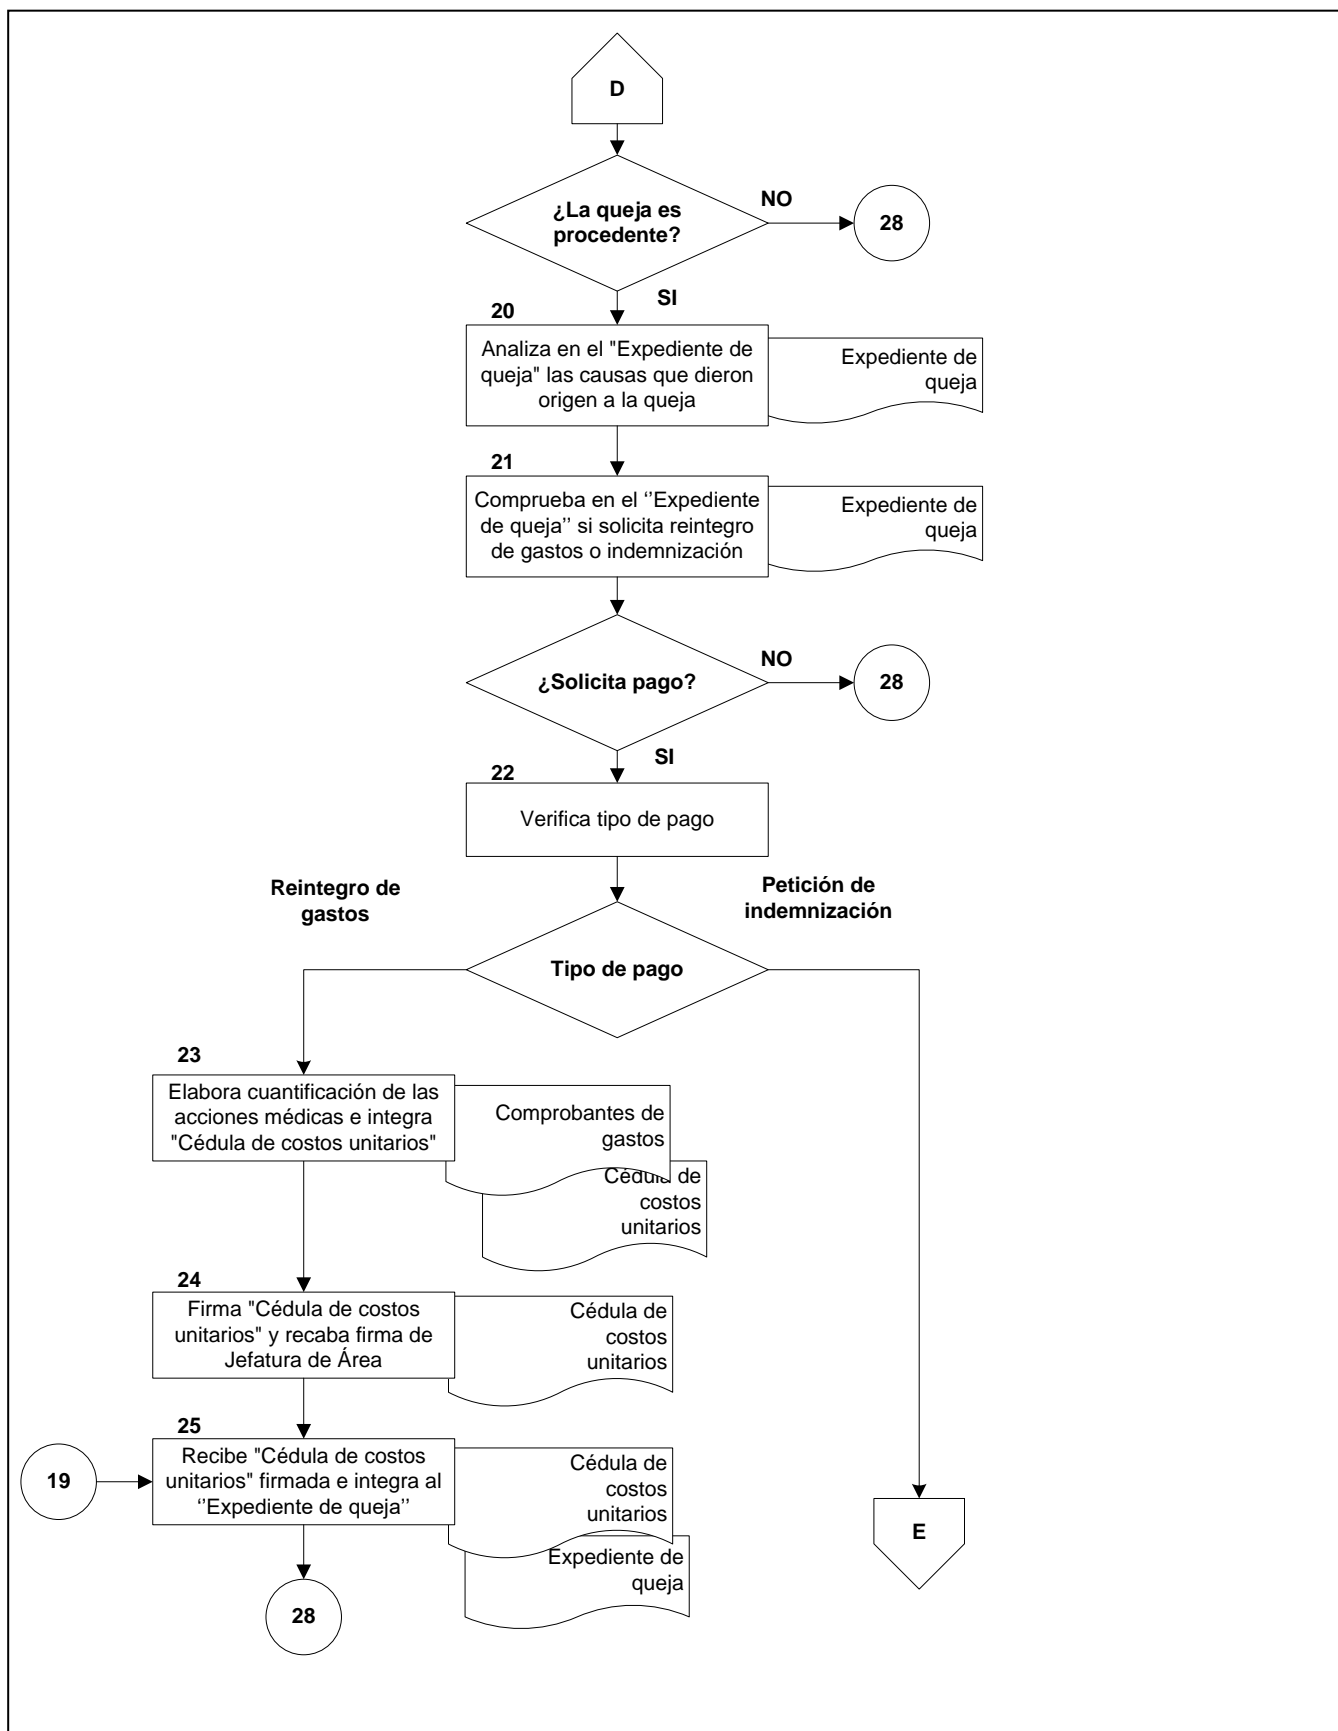 D
¿La queja es
procedente?
NO
28
SI
20
Analiza en el "Expediente de
queja" las causas que dieron
origen a la queja
Expediente de
queja
21
Comprueba en el ‘’Expediente
de queja’’ si solicita reintegro
de gastos o indemnización
Expediente de
queja
¿Solicita pago?
NO
28
SI
22
Verifica tipo de pago
Reintegro de
gastos
Petición de
indemnización
Tipo de pago
23
Elabora cuantificación de las
acciones médicas e integra
"Cédula de costos unitarios"
Comprobantes de
gastos
Cédula de
costos
unitarios
24
Firma "Cédula de costos
unitarios" y recaba firma de
Jefatura de Área
Cédula de
costos
unitarios
25
19
Recibe "Cédula de costos
unitarios" firmada e integra al
‘’Expediente de queja’’
Cédula de
costos
unitarios
Expediente de
queja
E
28